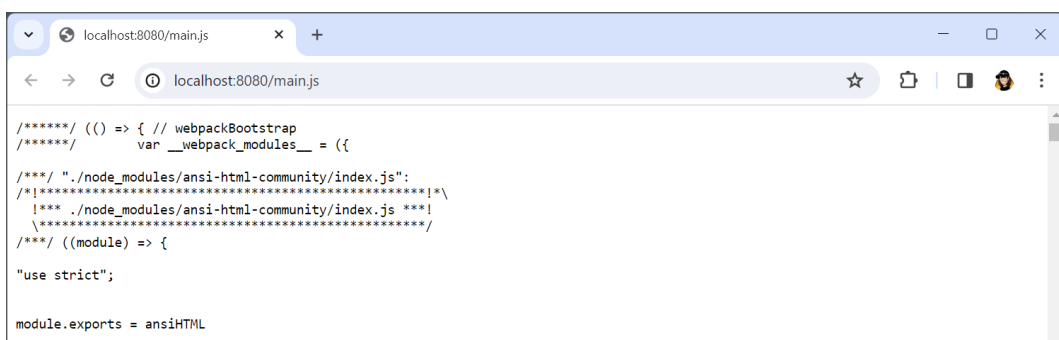 localhost:8080/main.js
localhost:8080/main.js
/******/ (() => { // webpackBootstrap
/******/ 	var __webpack_modules__ = ({
/***/ "./node_modules/ansi-html-community/index.js":
/*!***************************************************!*\
  !*** ./node_modules/ansi-html-community/index.js ***!
  \***************************************************/
/***/ ((module) => {
"use strict";
module.exports = ansiHTML